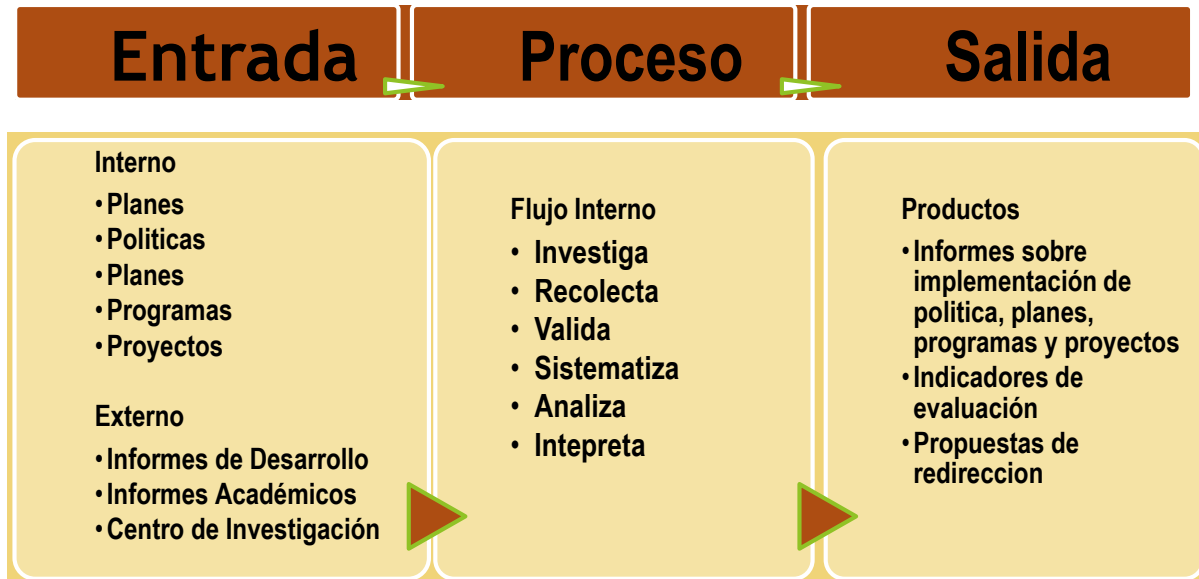 Entrada
Proceso
Salida
Interno
• Planes
• Politicas
• Planes
• Programas
• Proyectos
Externo
• Informes de Desarrollo
• Informes Académicos
• Centro de Investigación
Flujo Interno
• Investiga
• Recolecta
• Valida
• Sistematiza
• Analiza
• Intepreta
Productos
• Informes sobre
implementación de
politica, planes,
programas y proyectos
• Indicadores de
evaluación
• Propuestas de
redireccion